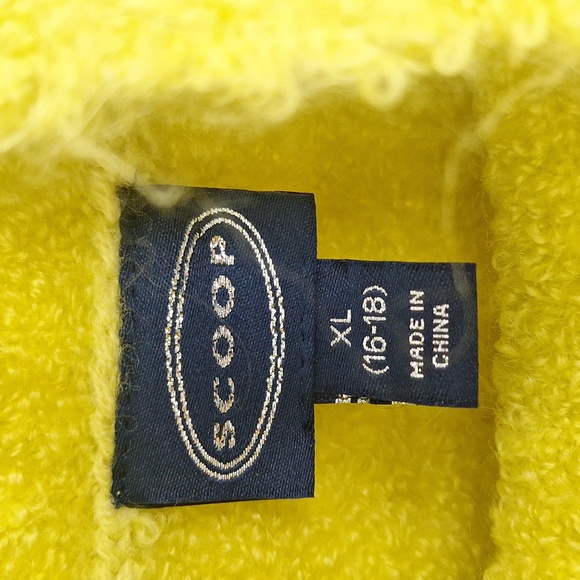 SCOOP
XL
(16-18)
MADE IN
CHINA